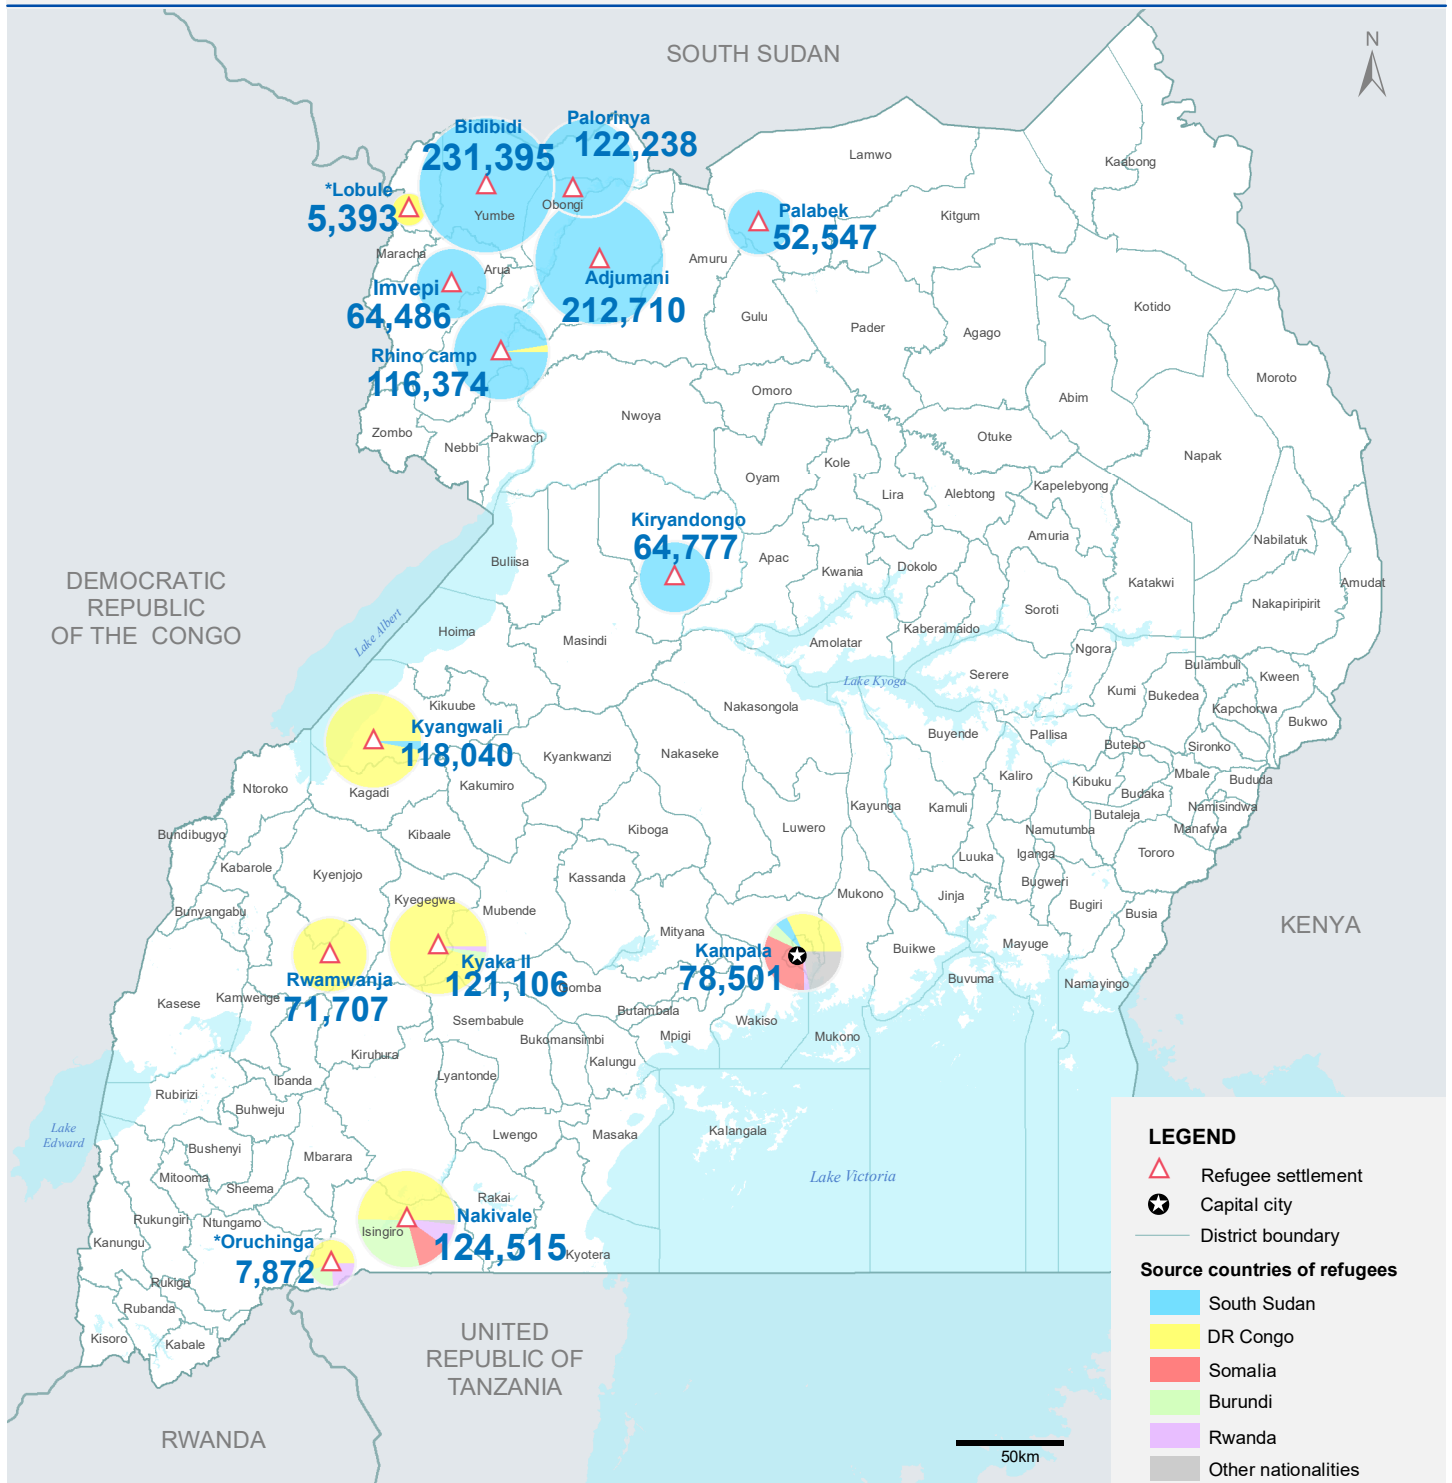 SOUTH SUDAN
N
Bidibidi
231,395
Palorinya
122,238
Lamwo
Kaabong
*Lobule
5,393
Yumbe
Obongi
Palabek
52,547
Kitgum
Maracha
Arua
Amuru
Imvepi
64,486
Adjumani
212,710
Gulu
Pader
Agago
Kotido
Rhino camp
116,374
Moroto
Omoro
Abim
Nwoya
Zombo
Nebbi
Pakwach
Otuke
Napak
Kole
Oyam
Lira
Alebtong
Kapelebyong
Kiryandongo
64,777
Amuria
Nabilatuk
Buliisa
Apac
Kwania
Dokolo
Katakwi
Amudat
Nakapiripirit
DEMOCRATIC
REPUBLIC
OF THE CONGO
Lake Albert
Hoima
Masindi
Soroti
Kaberamaido
Amolatar
Ngora
Bulambuli
Kween
Lake Kyoga
Serere
Kumi
Bukedea
Kapchorwa
Bukwo
Kikuube
Nakasongola
Kyangwali
118,040
Buyende
Pallisa
Butebo
Sironko
Kyankwanzi
Nakaseke
Ntoroko
Kagadi
Kakumiro
Kaliro
Kibuku
Mbale
Bududa
Budaka
Kayunga
Kamuli
Namisindwa
Butaleja
Bundibugyo
Kibaale
Kiboga
Luwero
Namutumba
Manafwa
Kabarole
Kyenjojo
Luuka
Iganga
Tororo
Kassanda
Bugweri
Kyegegwa
Mubende
Mukono
Jinja
Bugiri
Bunyangabu
Busia
KENYA
Mityana
Kampala
78,501
Buikwe
Mayuge
Rwamwanja
71,707
Kyaka II
121,106
Gomba
Buvuma
Namayingo
Kasese
Kamwenge
Butambala
Ssembabule
Wakiso
Bukomansimbi
Mpigi
Mukono
Kiruhura
Kalungu
Lyantonde
Ibanda
Rubirizi
Buhweju
Lake
Edward
Bushenyi
Mbarara
Lwengo
Masaka
Kalangala
Mitooma
Sheema
Lake Victoria
Rakai
Rukungiri
Ntungamo
Nakivale
124,515
Isingiro
Kanungu
*Oruchinga
7,872
Kyotera
Rukiga
Rubanda
Kisoro
Kabale
UNITED
REPUBLIC OF
TANZANIA
RWANDA
50km
LEGEND
Refugee settlement
Capital city
District boundary
Source countries of refugees
South Sudan
DR Congo
Somalia
Burundi
Rwanda
Other nationalities